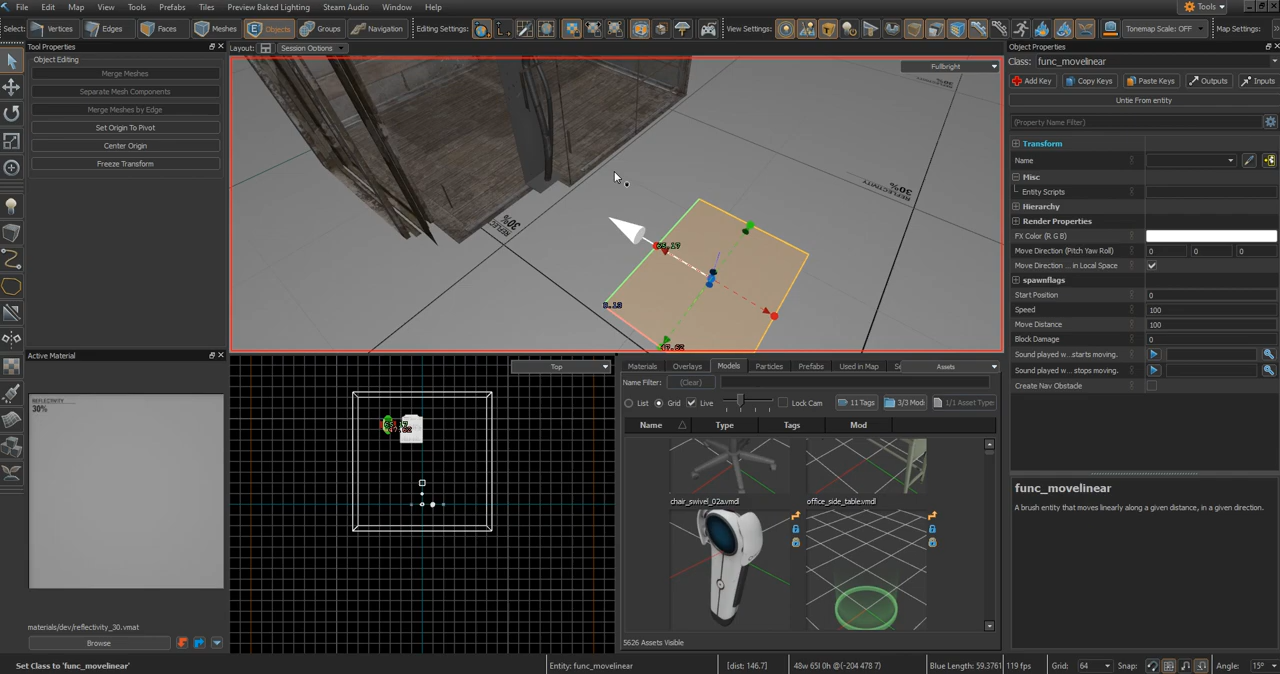 File Edit Map View Tools Prefabs Tiles Preview Baked Lighting Steam Audio Window Help Tools
Select: Vertices Edges Faces Meshes Objects Groups Navigation Editing Settings: View Settings: Tonemap Scale: OFF Map Settings:
Tool Properties
Object Editing
Merge Meshes
Separate Mesh Components
Merge Meshes by Edge
Set Origin To Pivot
Center Origin
Freeze Transform
Active Material
REFLECTIVITY
30%
materials/dev/reflectivity_30.vmat
Browse
Layout: Session Options
Fullbright
REFLECTIVITY
30%
30%
Top
Materials Overlays Models Particles Prefabs Used in Map Assets
Name Filter: (Clear)
List Grid Live Lock Cam 11 Tags 3/3 Mod: 1/1 Asset Type:
Name Type Tags Mod
chair_swivel_02a.vmdl office_side_table.vmdl
5626 Assets Visible
Object Properties
Class: func_movelinear
Add Key Copy Keys Paste Keys Outputs Inputs
Untie From entity
(Property Name Filter)
Transform
Name
Misc
Entity Scripts
Hierarchy
Render Properties
FX Color (R G B)
Move Direction (Pitch Yaw Roll) 0 0 0
Move Direction ... in Local Space
spawnflags
Start Position 0
Speed 100
Move Distance 100
Block Damage 0
Sound played w...starts moving.
Sound played w... stops moving.
Create Nav Obstacle
func_movelinear
A brush entity that moves linearly along a given distance, in a given direction.
Set Class to 'func_movelinear' Entity: func_movelinear [dist: 146.7] 48w 65l 0h @(-204 478 7) Blue Length: 59.3761 119 fps Grid: 64 Snap: Angle: 15°